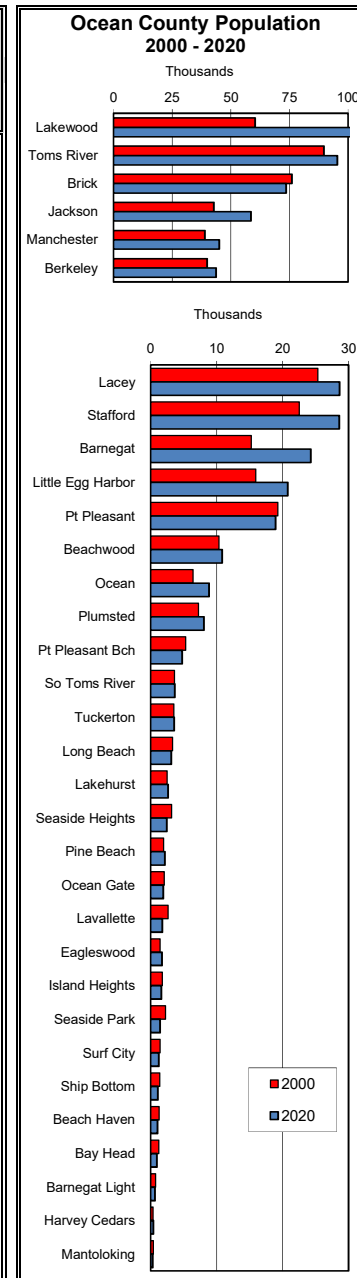 Ocean County Population
2000 - 2020
Thousands
0 25 50 75 100
Lakewood
Toms River
Brick
Jackson
Manchester
Berkeley
Thousands
0 10 20 30
Lacey
Stafford
Barnegat
Little Egg Harbor
Pt Pleasant
Beachwood
Ocean
Plumsted
Pt Pleasant Bch
So Toms River
Tuckerton
Long Beach
Lakehurst
Seaside Heights
Pine Beach
Ocean Gate
Lavallette
Eagleswood
Island Heights
Seaside Park
Surf City
Ship Bottom
Beach Haven
Bay Head
Barnegat Light
Harvey Cedars
Mantoloking
2000
2020